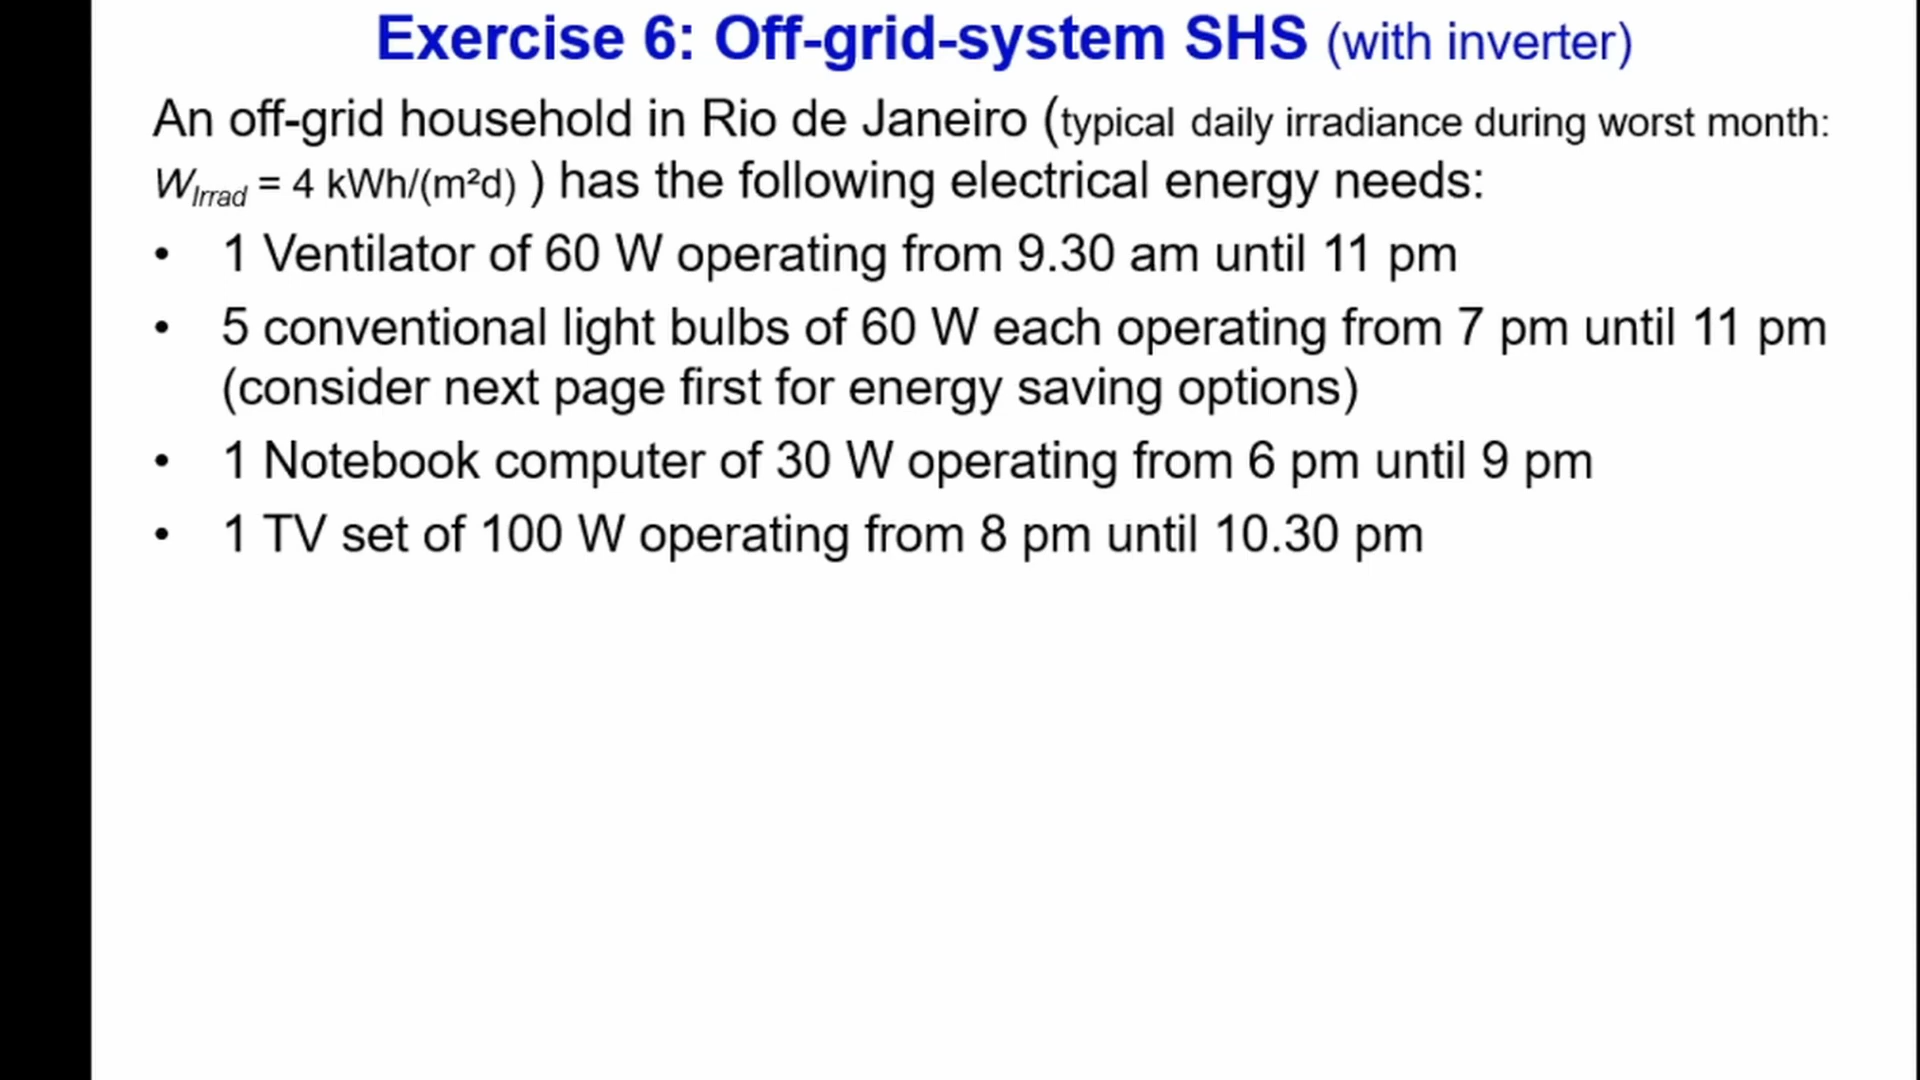 Exercise 6: Off-grid-system SHS (with inverter)
An off-grid household in Rio de Janeiro (typical daily irradiance during worst month:
W_Irrad = 4 kWh/(m²d) ) has the following electrical energy needs:
• 1 Ventilator of 60 W operating from 9.30 am until 11 pm
• 5 conventional light bulbs of 60 W each operating from 7 pm until 11 pm
(consider next page first for energy saving options)
• 1 Notebook computer of 30 W operating from 6 pm until 9 pm
• 1 TV set of 100 W operating from 8 pm until 10.30 pm